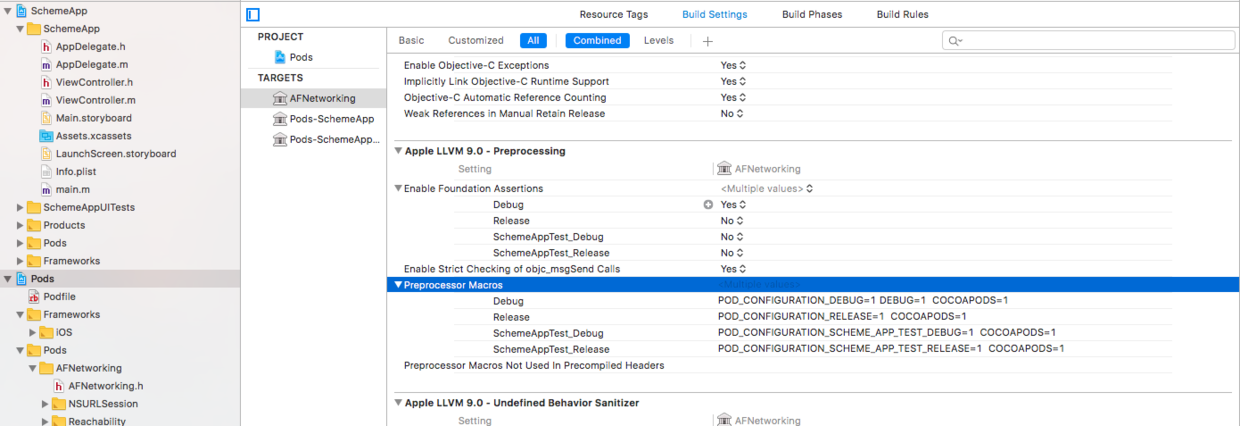 SchemeApp
SchemeApp
AppDelegate.h
AppDelegate.m
ViewController.h
ViewController.m
Main.storyboard
Assets.xcassets
LaunchScreen.storyboard
Info.plist
main.m
SchemeAppUITests
Products
Pods
Frameworks
Pods
Podfile
Frameworks
iOS
Pods
AFNetworking
AFNetworking.h
NSURLSession
Reachability
Resource Tags Build Settings Build Phases Build Rules
PROJECT
Pods
TARGETS
AFNetworking
Pods-SchemeApp
Pods-SchemeApp...
Basic Customized All Combined Levels +
Enable Objective-C Exceptions Yes
Implicitly Link Objective-C Runtime Support Yes
Objective-C Automatic Reference Counting Yes
Weak References in Manual Retain Release No
Apple LLVM 9.0 - Preprocessing
Setting AFNetworking
Enable Foundation Assertions <Multiple values>
Debug Yes
Release No
SchemeAppTest_Debug No
SchemeAppTest_Release No
Enable Strict Checking of objc_msgSend Calls Yes
Preprocessor Macros <Multiple values>
Debug POD_CONFIGURATION_DEBUG=1 DEBUG=1 COCOAPODS=1
Release POD_CONFIGURATION_RELEASE=1 COCOAPODS=1
SchemeAppTest_Debug POD_CONFIGURATION_SCHEME_APP_TEST_DEBUG=1 COCOAPODS=1
SchemeAppTest_Release POD_CONFIGURATION_SCHEME_APP_TEST_RELEASE=1 COCOAPODS=1
Preprocessor Macros Not Used In Precompiled Headers
Apple LLVM 9.0 - Undefined Behavior Sanitizer
Setting AFNetworking